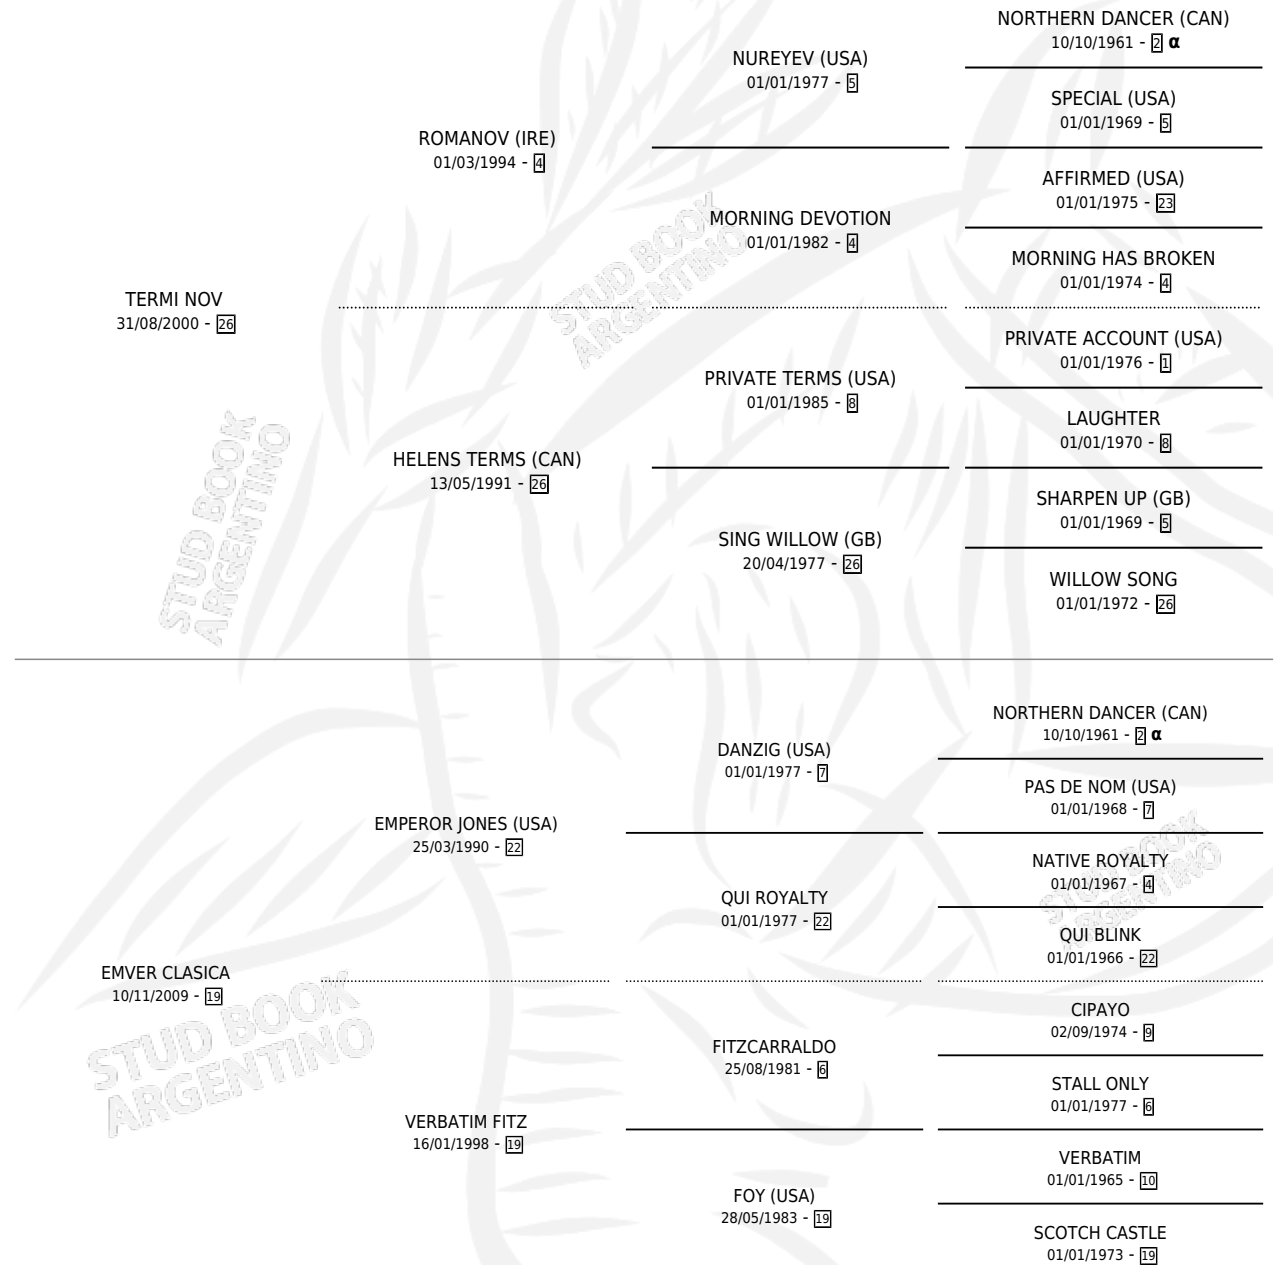 NORTHERN DANCER (CAN)
10/10/1961 - 2 α
NUREYEV (USA)
01/01/1977 - 5
SPECIAL (USA)
01/01/1969 - 5
ROMANOV (IRE)
01/03/1994 - 4
AFFIRMED (USA)
01/01/1975 - 23
MORNING DEVOTION
01/01/1982 - 4
MORNING HAS BROKEN
01/01/1974 - 4
TERMI NOV
31/08/2000 - 26
PRIVATE ACCOUNT (USA)
01/01/1976 - 1
PRIVATE TERMS (USA)
01/01/1985 - 8
LAUGHTER
01/01/1970 - 8
HELENS TERMS (CAN)
13/05/1991 - 26
SHARPEN UP (GB)
01/01/1969 - 5
SING WILLOW (GB)
20/04/1977 - 26
WILLOW SONG
01/01/1972 - 26
STUD BOOK
ARGENTINO
STUD BOOK
ARGENTINO
NORTHERN DANCER (CAN)
10/10/1961 - 2 α
DANZIG (USA)
01/01/1977 - 7
PAS DE NOM (USA)
01/01/1968 - 7
EMPEROR JONES (USA)
25/03/1990 - 22
NATIVE ROYALTY
01/01/1967 - 4
QUI ROYALTY
01/01/1977 - 22
QUI BLINK
01/01/1966 - 22
EMVER CLASICA
10/11/2009 - 19
CIPAYO
02/09/1974 - 9
FITZCARRALDO
25/08/1981 - 6
STALL ONLY
01/01/1977 - 6
VERBATIM FITZ
16/01/1998 - 19
VERBATIM
01/01/1965 - 10
FOY (USA)
28/05/1983 - 19
SCOTCH CASTLE
01/01/1973 - 19
STUD BOOK
ARGENTINO
STUD BOOK
ARGENTINO